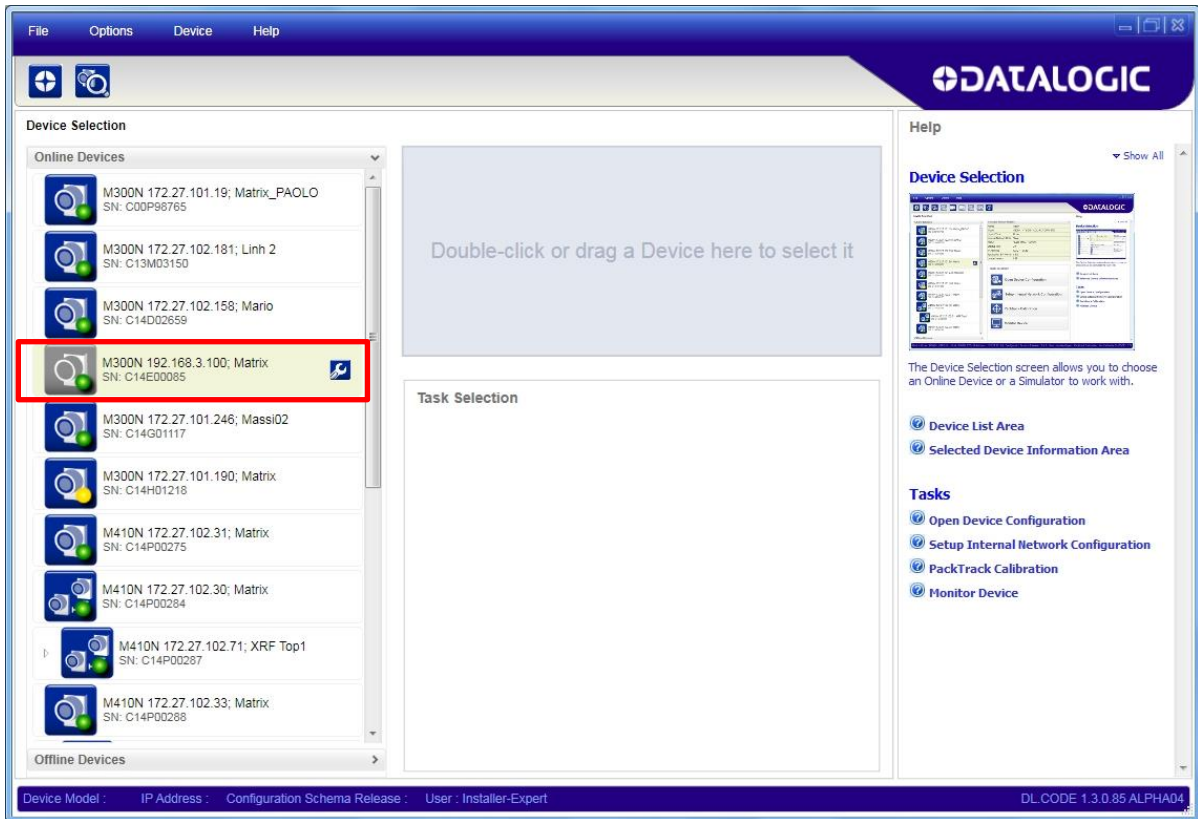 File Options Device Help
DATALOGIC
Device Selection
Online Devices
M300N 172.27.101.19; Matrix_PAOLO
SN: C00P98765
M300N 172.27.102.181; Linh 2
SN: C13M03150
M300N 172.27.102.168; Mario
SN: C14D02659
M300N 192.168.3.100; Matrix
SN: C14E00085
M300N 172.27.101.246; Massi02
SN: C14G01117
M300N 172.27.101.190; Matrix
SN: C14H01218
M410N 172.27.102.31; Matrix
SN: C14P00275
M410N 172.27.102.30; Matrix
SN: C14P00284
M410N 172.27.102.71; XRF Top1
SN: C14P00287
M410N 172.27.102.33; Matrix
SN: C14P00288
Offline Devices
Double-click or drag a Device here to select it
Task Selection
Help
Show All
Device Selection
DATALOGIC
The Device Selection screen allows you to choose
an Online Device or a Simulator to work with.
Device List Area
Selected Device Information Area
Tasks
Open Device Configuration
Setup Internal Network Configuration
PackTrack Calibration
Monitor Device
Device Model : IP Address : Configuration Schema Release : User : Installer-Expert DL.CODE 1.3.0.85 ALPHA04